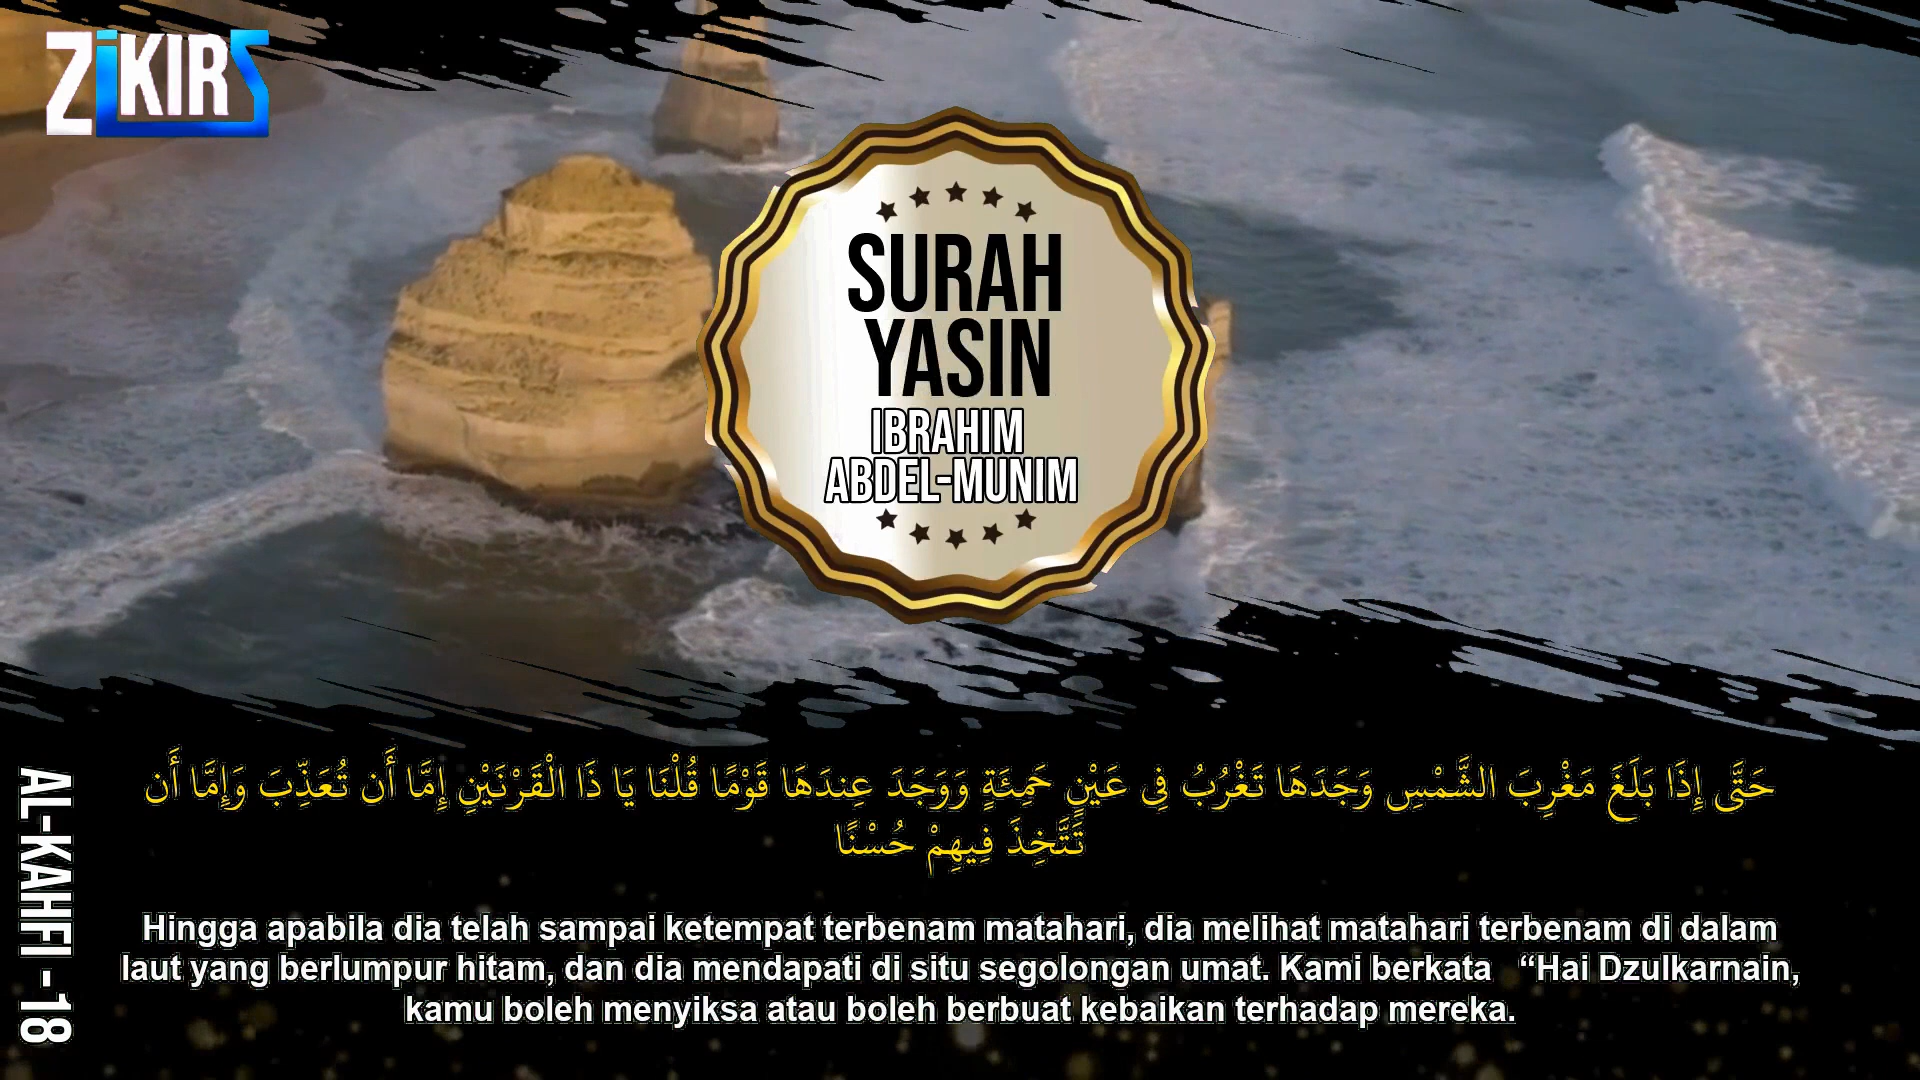 ZiKIRS
SURAH
YASIN
IBRAHIM
ABDEL-MUNIM
حَتَّى إِذَا بَلَغَ مَغْرِبَ الشَّمْسِ وَجَدَهَا تَغْرُبُ فِي عَيْنٍ حَمِئَةٍ وَوَجَدَ عِندَهَا قَوْمًا قُلْنَا يَا ذَا الْقَرْنَيْنِ إِمَّا أَن تُعَذِّبَ وَإِمَّا أَن
تَتَّخِذَ فِيهِمْ حُسْنًا
Hingga apabila dia telah sampai ketempat terbenam matahari, dia melihat matahari terbenam di dalam
laut yang berlumpur hitam, dan dia mendapati di situ segolongan umat. Kami berkata “Hai Dzulkarnain,
kamu boleh menyiksa atau boleh berbuat kebaikan terhadap mereka.
AL-KAHFI - 18